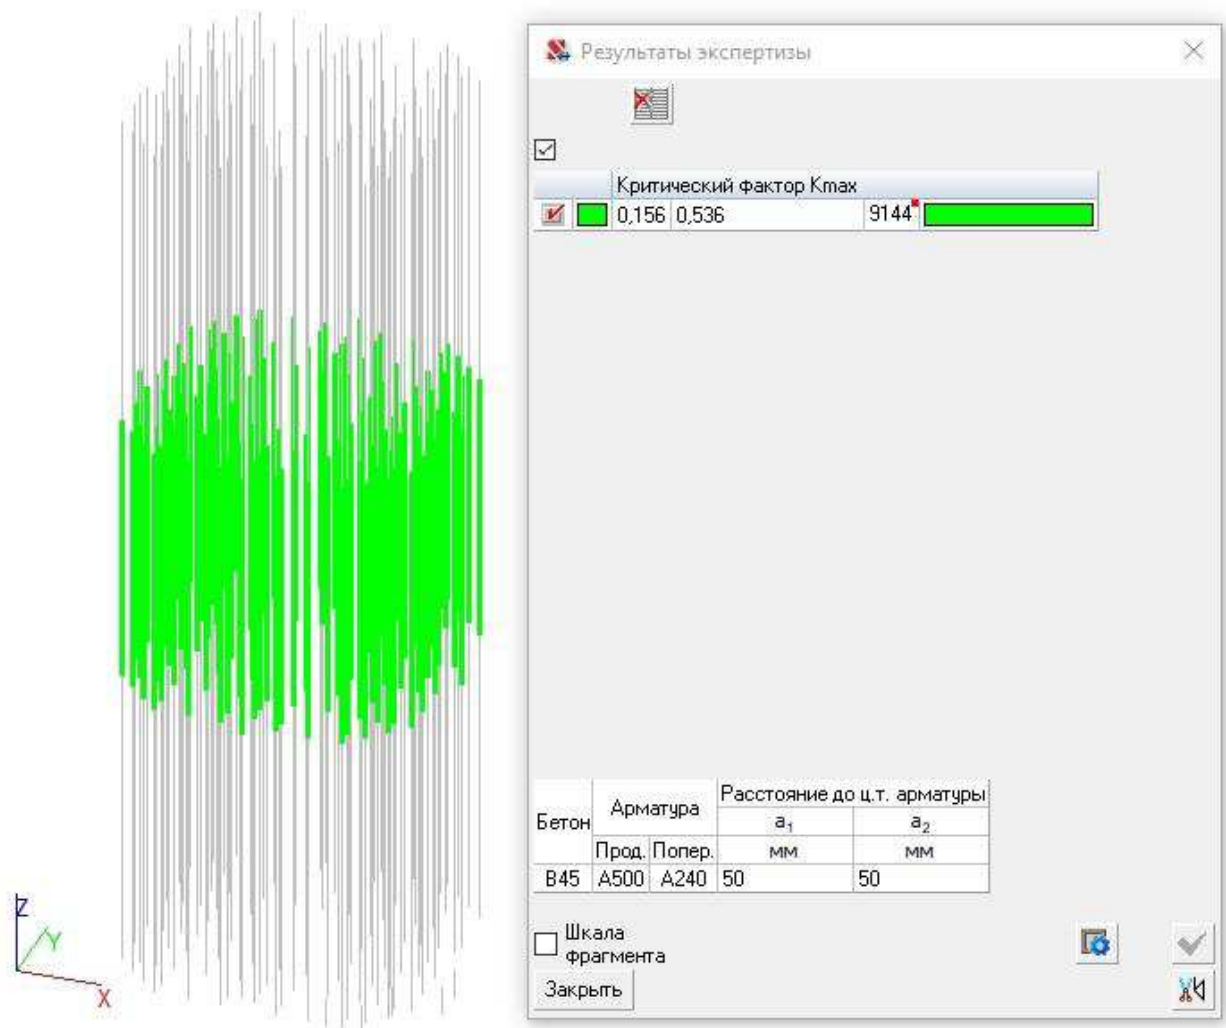 Результаты экспертизы
Критический фактор Kmax
0,156 0,536 9144
Бетон Арматура Расстояние до ц.т. арматуры
a₁ a₂
Прод. Попер. мм мм
B45 A500 A240 50 50
Шкала
фрагмента
Закрыть
Z
Y
X